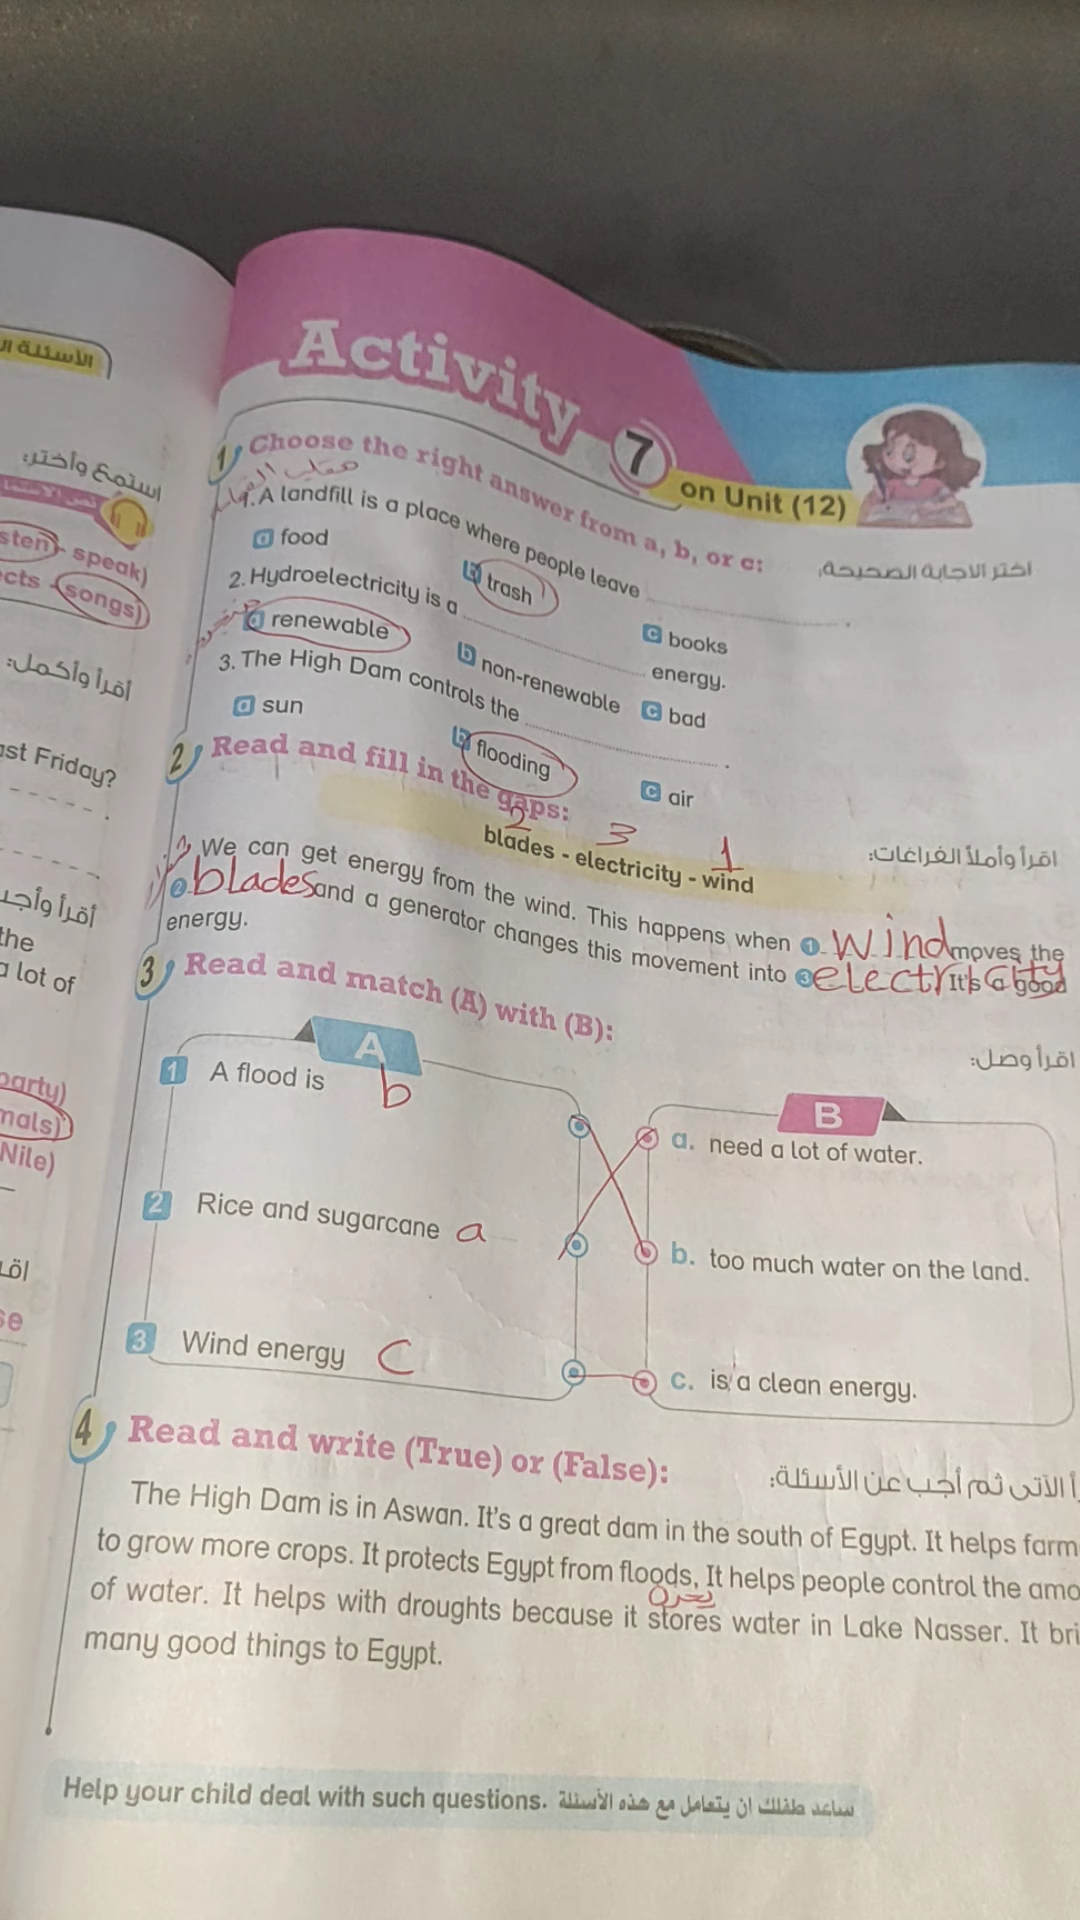 الأسئلة
استمع وأختر:
sten - speak)
ects - songs)
أقرأ وأكمل:
ast Friday?
the
a lot of
party)
mals)
Nile)
Activity 7
on Unit (12)
1 Choose the right answer from a, b, or c:
اختر الاجابة الصحيحة:
1. A landfill is a place where people leave .
a food
b trash
c books
2. Hydroelectricity is a energy.
a renewable
b non-renewable
c bad
3. The High Dam controls the .
a sun
b flooding
c air
2 Read and fill in the gaps:
اقرأ وأملأ الفراغات:
2 3 1
blades - electricity - wind
We can get energy from the wind. This happens when 1 wind moves the
2 blades and a generator changes this movement into 3 electricity It's a good
energy.
3 Read and match (A) with (B):
اقرأ وصل:
A
B
1 A flood is b
a. need a lot of water.
2 Rice and sugarcane a
b. too much water on the land.
3 Wind energy c
c. is a clean energy.
4 Read and write (True) or (False):
الآتى ثم أجب عن الأسئلة:
The High Dam is in Aswan. It's a great dam in the south of Egypt. It helps farm
to grow more crops. It protects Egypt from floods. It helps people control the amo
of water. It helps with droughts because it stores water in Lake Nasser. It bri
many good things to Egypt.
Help your child deal with such questions. ساعد طفلك ان يتعامل مع هذه الأسئلة